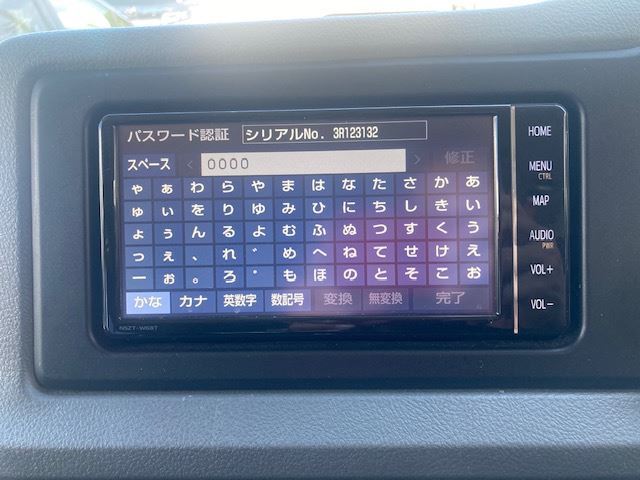 パスワード認証 シリアルNo. 3R123132
スペース < 0000 > 修正
ゃ ぁ わ ら や ま は な た さ か あ
ゅ ぃ を り ゆ み ひ に ち し き い
ょ ぅ ん る よ む ふ ぬ つ す く う
っ ぇ 、 れ ゛ め へ ね て せ け え
ー ぉ 。 ろ ゜ も ほ の と そ こ お
かな カナ 英数字 数記号 変換 無変換 完了
NSZT-W68T
HOME
MENU
CTRL
MAP
AUDIO
PWR
VOL+
VOL−